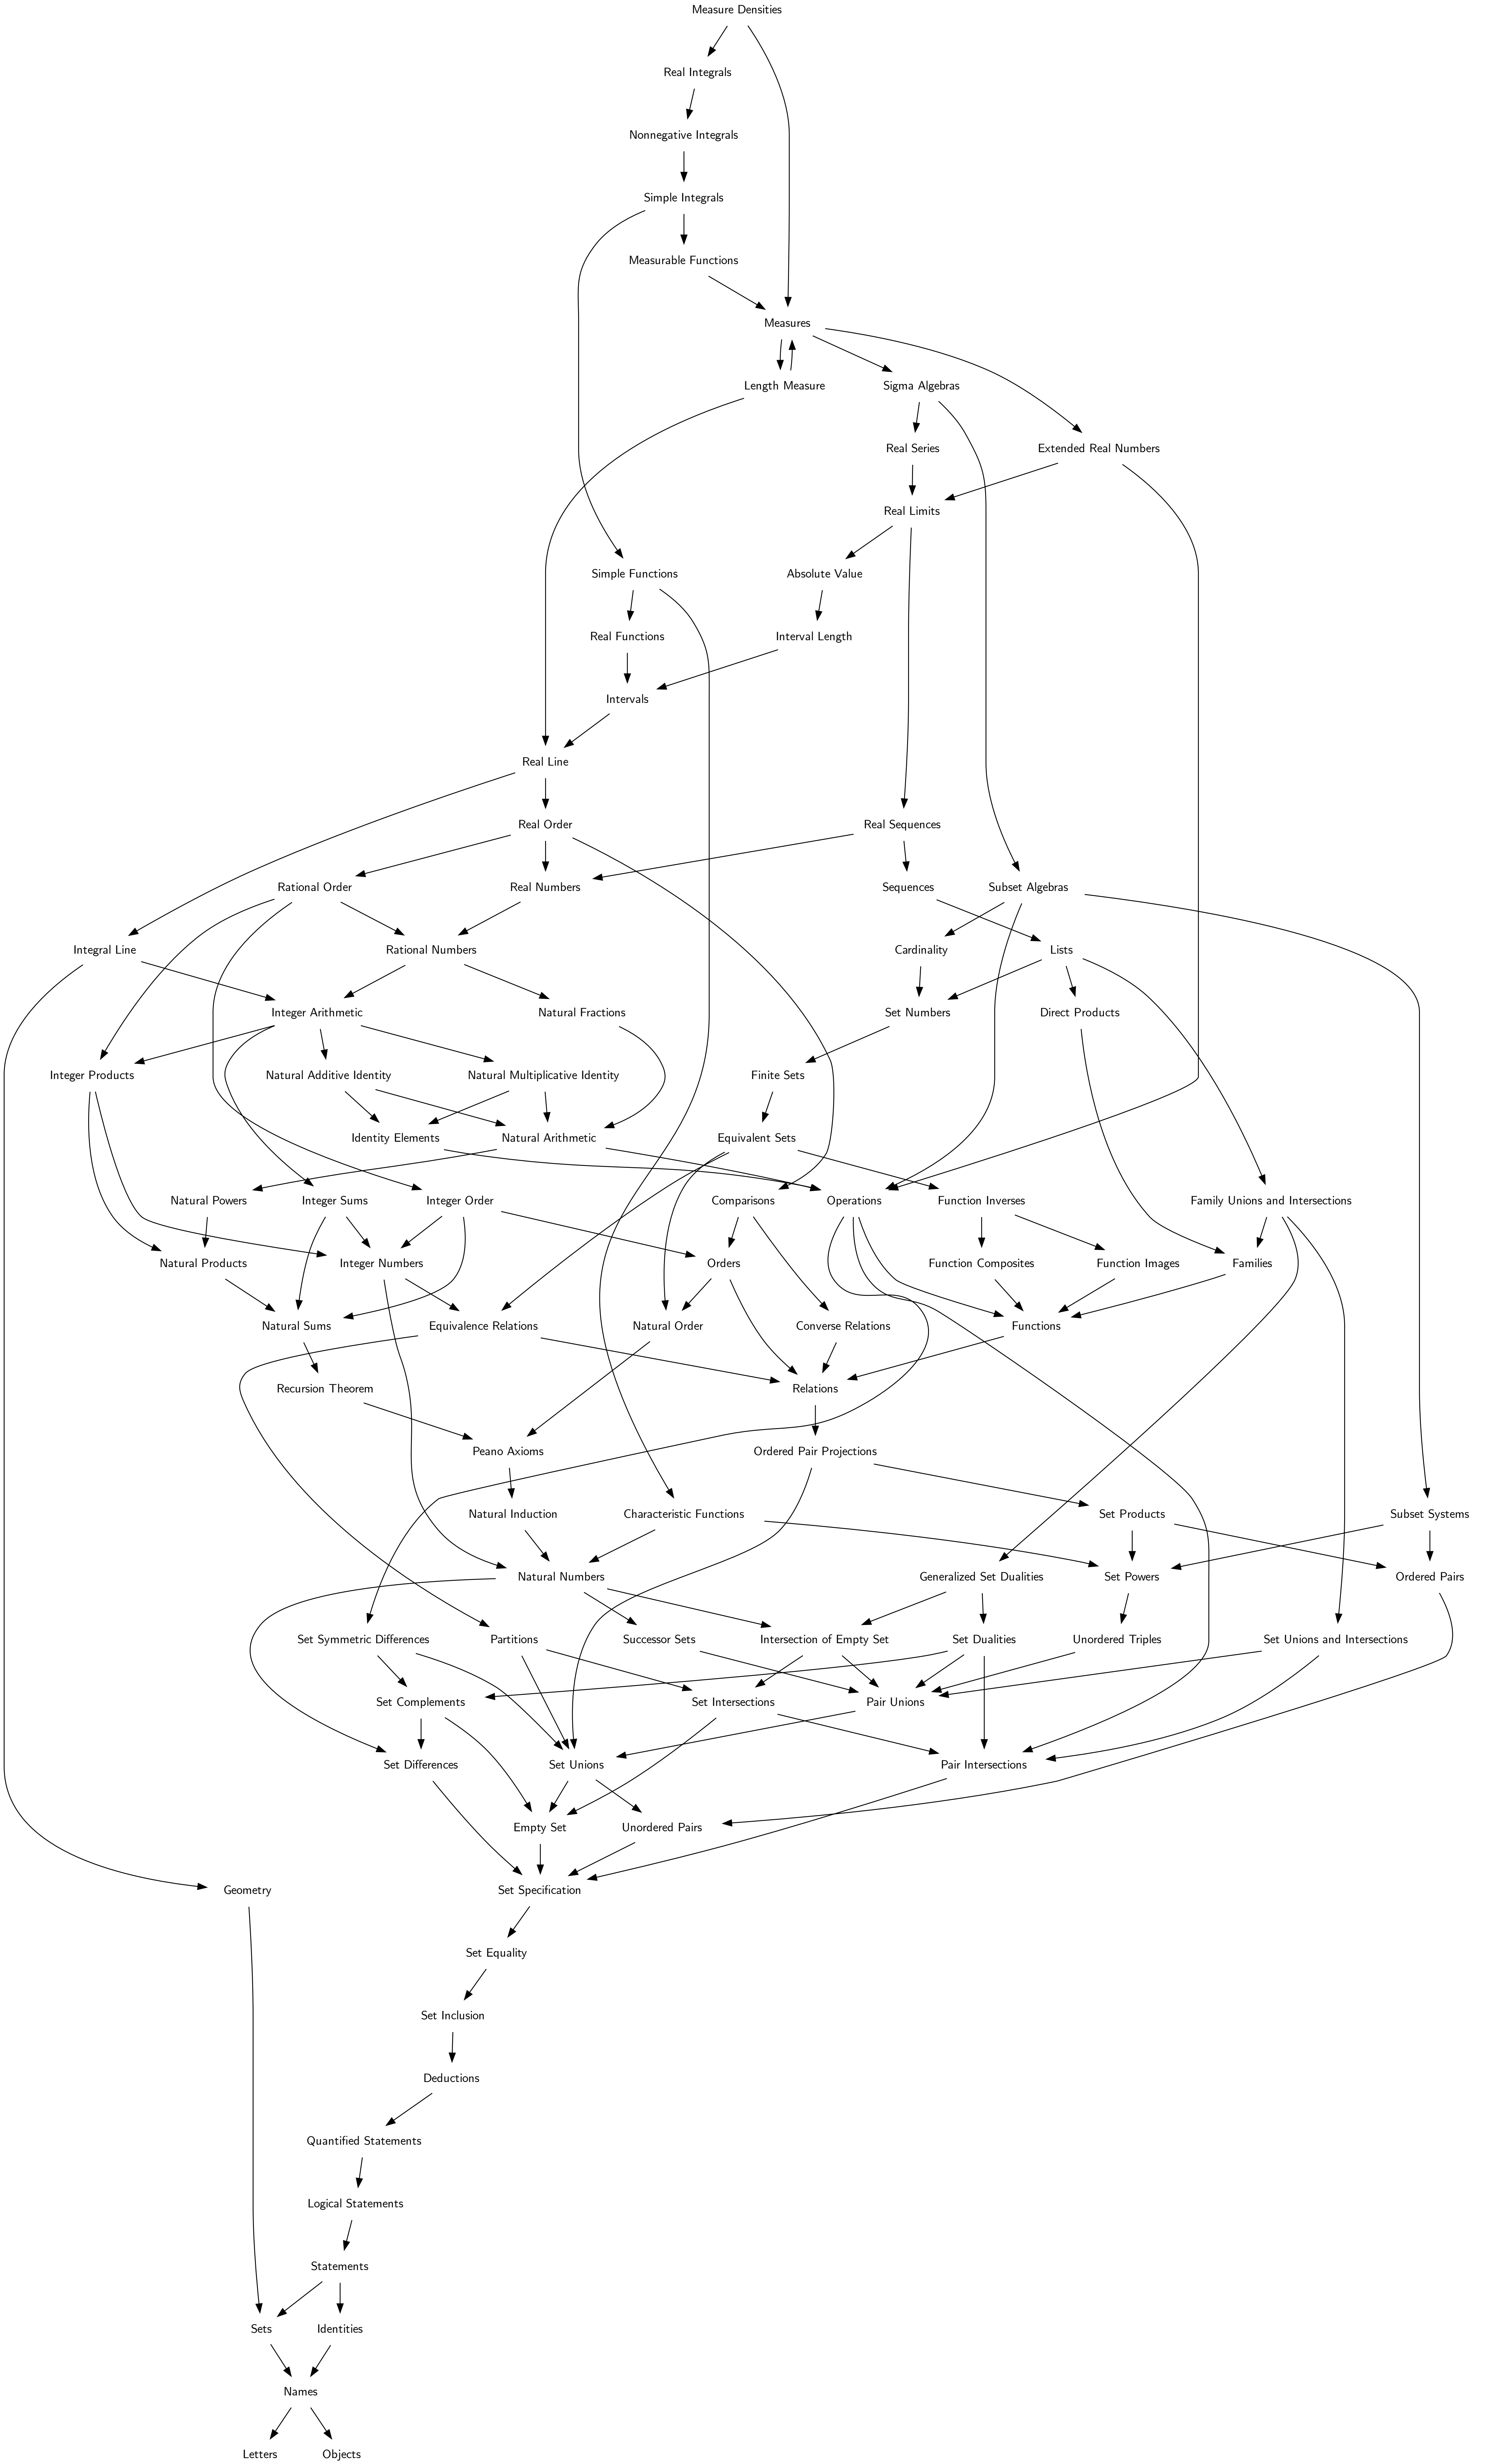 Measure Densities
Real Integrals
Nonnegative Integrals
Simple Integrals
Measurable Functions
Measures
Length Measure
Sigma Algebras
Real Series
Extended Real Numbers
Real Limits
Simple Functions
Absolute Value
Real Functions
Interval Length
Intervals
Real Line
Real Order
Real Sequences
Rational Order
Real Numbers
Sequences
Subset Algebras
Integral Line
Rational Numbers
Cardinality
Lists
Integer Arithmetic
Natural Fractions
Set Numbers
Direct Products
Integer Products
Natural Additive Identity
Natural Multiplicative Identity
Finite Sets
Identity Elements
Natural Arithmetic
Equivalent Sets
Natural Powers
Integer Sums
Integer Order
Comparisons
Operations
Function Inverses
Family Unions and Intersections
Natural Products
Integer Numbers
Orders
Function Composites
Function Images
Families
Natural Sums
Equivalence Relations
Natural Order
Converse Relations
Functions
Recursion Theorem
Relations
Peano Axioms
Ordered Pair Projections
Natural Induction
Characteristic Functions
Set Products
Subset Systems
Natural Numbers
Generalized Set Dualities
Set Powers
Ordered Pairs
Set Symmetric Differences
Partitions
Successor Sets
Intersection of Empty Set
Set Dualities
Unordered Triples
Set Unions and Intersections
Set Complements
Set Intersections
Pair Unions
Set Differences
Set Unions
Pair Intersections
Empty Set
Unordered Pairs
Geometry
Set Specification
Set Equality
Set Inclusion
Deductions
Quantified Statements
Logical Statements
Statements
Sets
Identities
Names
Letters
Objects